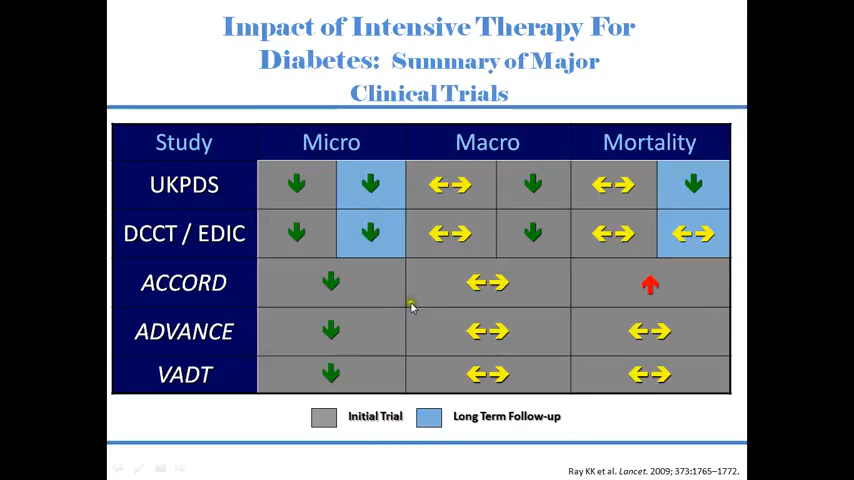 Impact of Intensive Therapy For
Diabetes: Summary of Major
Clinical Trials
Study Micro Macro Mortality
UKPDS
DCCT / EDIC
ACCORD
ADVANCE
VADT
Initial Trial Long Term Follow-up
Ray KK et al. Lancet. 2009; 373:1765–1772.